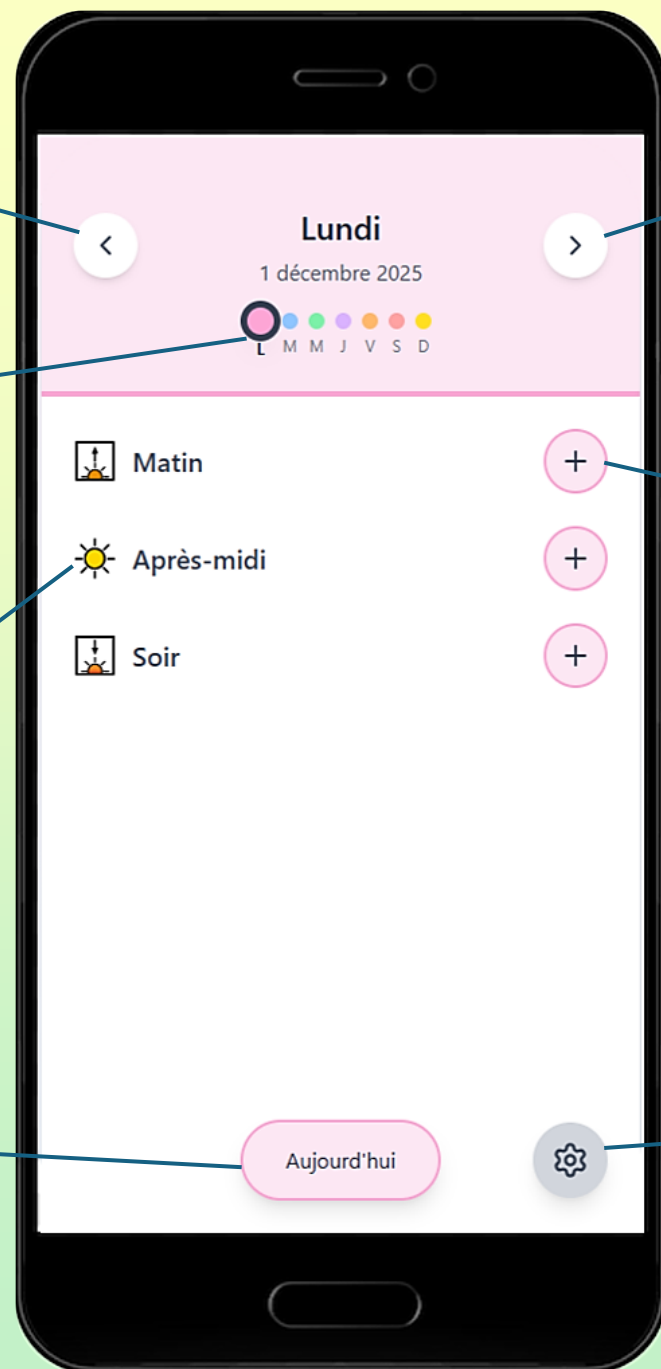 Lundi
1 décembre 2025
L M M J V S D
Matin
Après-midi
Soir
Aujourd'hui